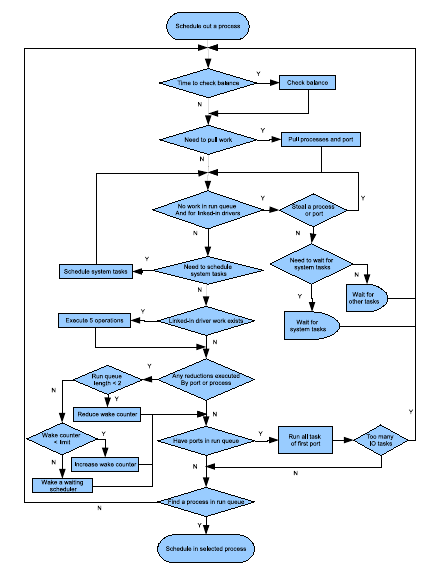 Schedule out a process
Time to check balance
Y
Check balance
N
Need to pull work
Y
Pull processes and port
N
No work in run queue
And for linked-in drivers
Y
Steal a process
or port
Y
N
N
Need to schedule
system tasks
Y
Schedule system tasks
Need to wait for
system tasks
N
Y
Wait for
other tasks
N
Linked-in driver work exists
Y
Execute 5 operations
Wait for
system tasks
N
Any reductions executed
By port or process
Y
Run queue
length < 2
N
Y
Reduce wake counter
N
Y
Wake counter
< limit
Y
Have ports in run queue
Y
Run all task
of first port
Too many
IO tasks
N
Increase wake counter
N
N
Wake a waiting
scheduler
Find a process in run queue
N
Y
Schedule in selected process